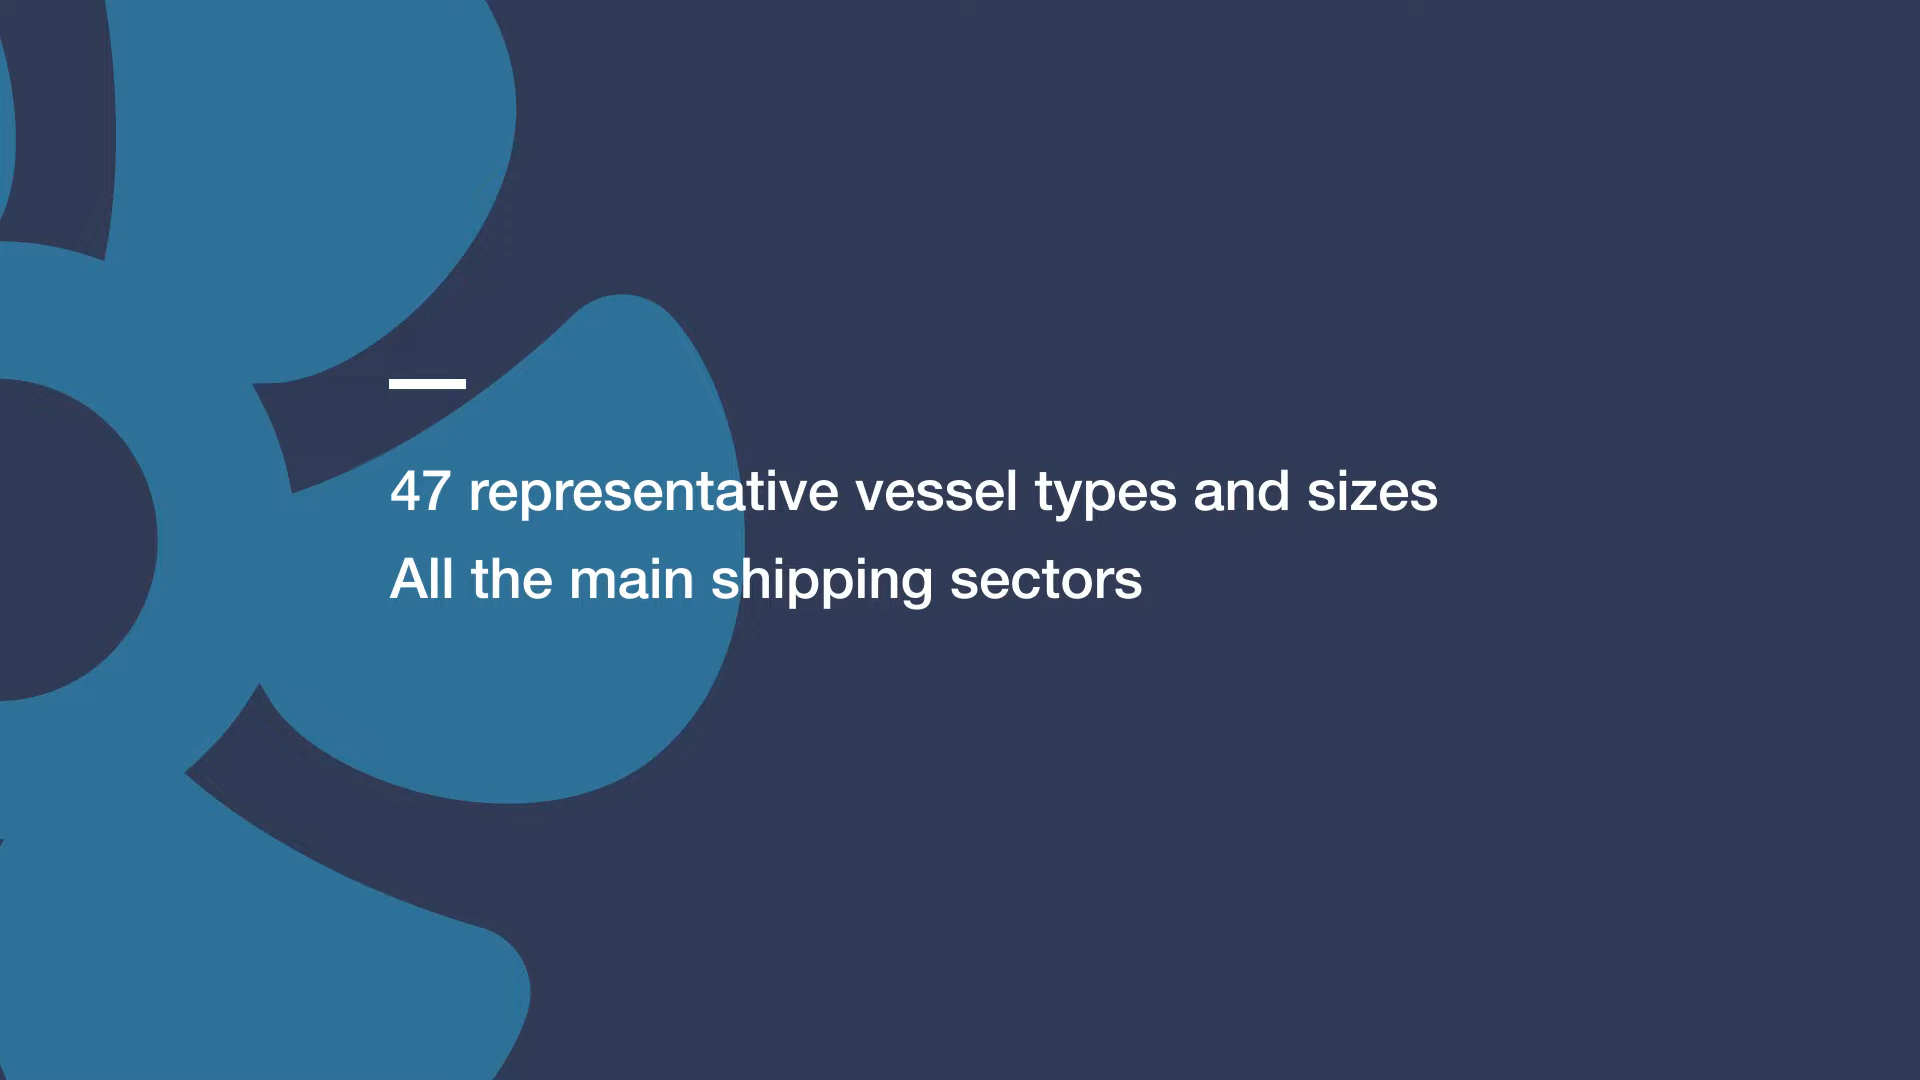 47 representative vessel types and sizes
All the main shipping sectors